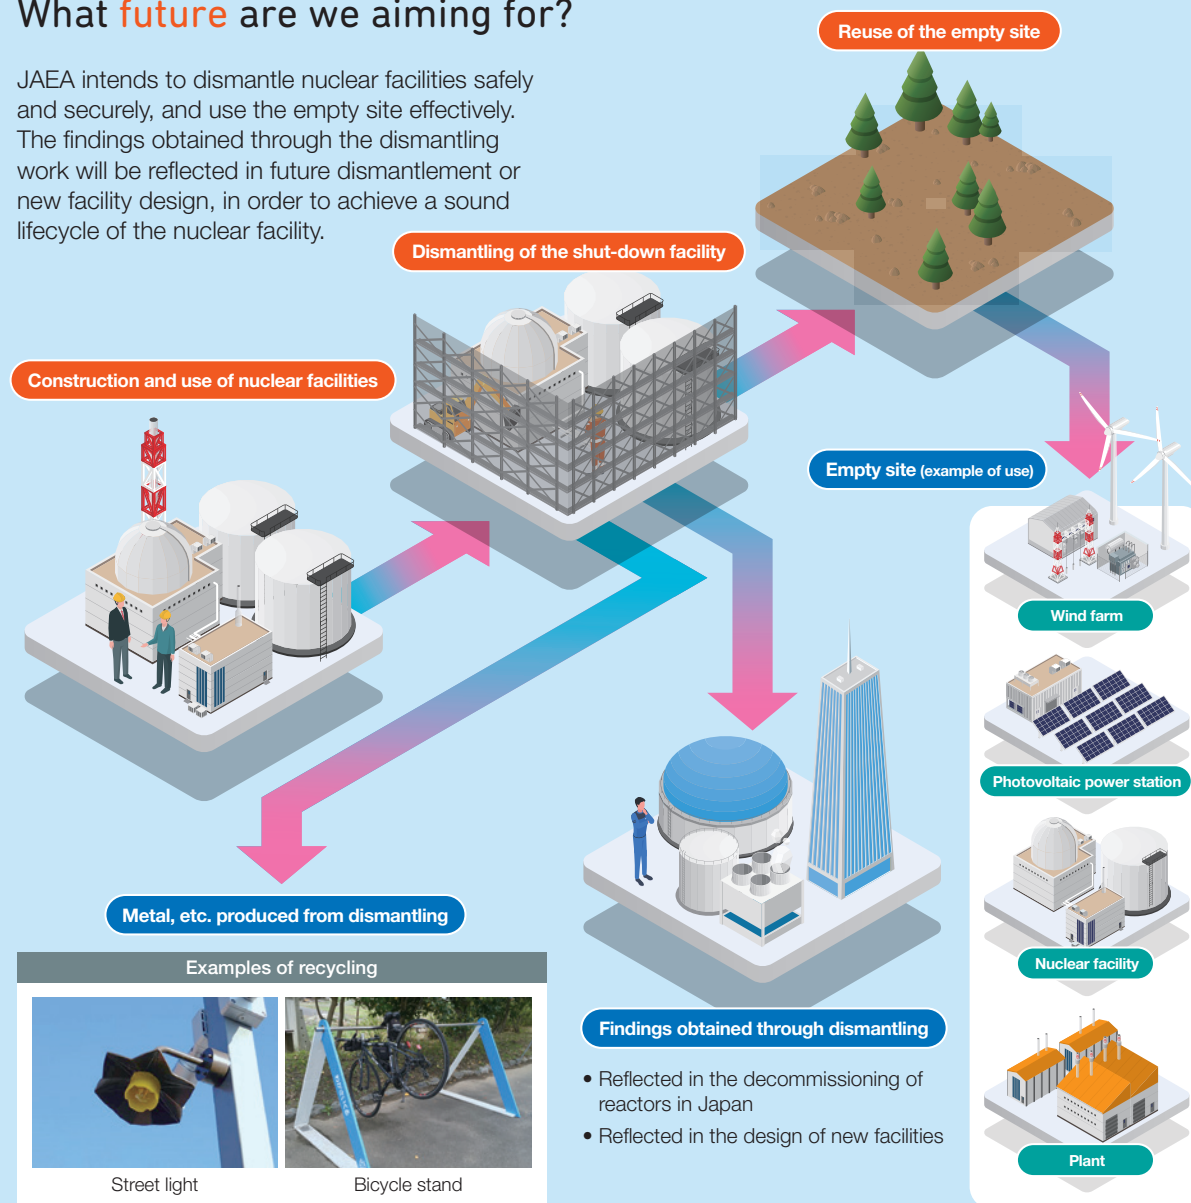 What future are we aiming for?
JAEA intends to dismantle nuclear facilities safely
and securely, and use the empty site effectively.
The findings obtained through the dismantling
work will be reflected in future dismantlement or
new facility design, in order to achieve a sound
lifecycle of the nuclear facility.
Reuse of the empty site
Dismantling of the shut-down facility
Construction and use of nuclear facilities
Empty site (example of use)
Wind farm
Photovoltaic power station
Nuclear facility
Plant
Metal, etc. produced from dismantling
Examples of recycling
Street light
Bicycle stand
Findings obtained through dismantling
• Reflected in the decommissioning of
reactors in Japan
• Reflected in the design of new facilities